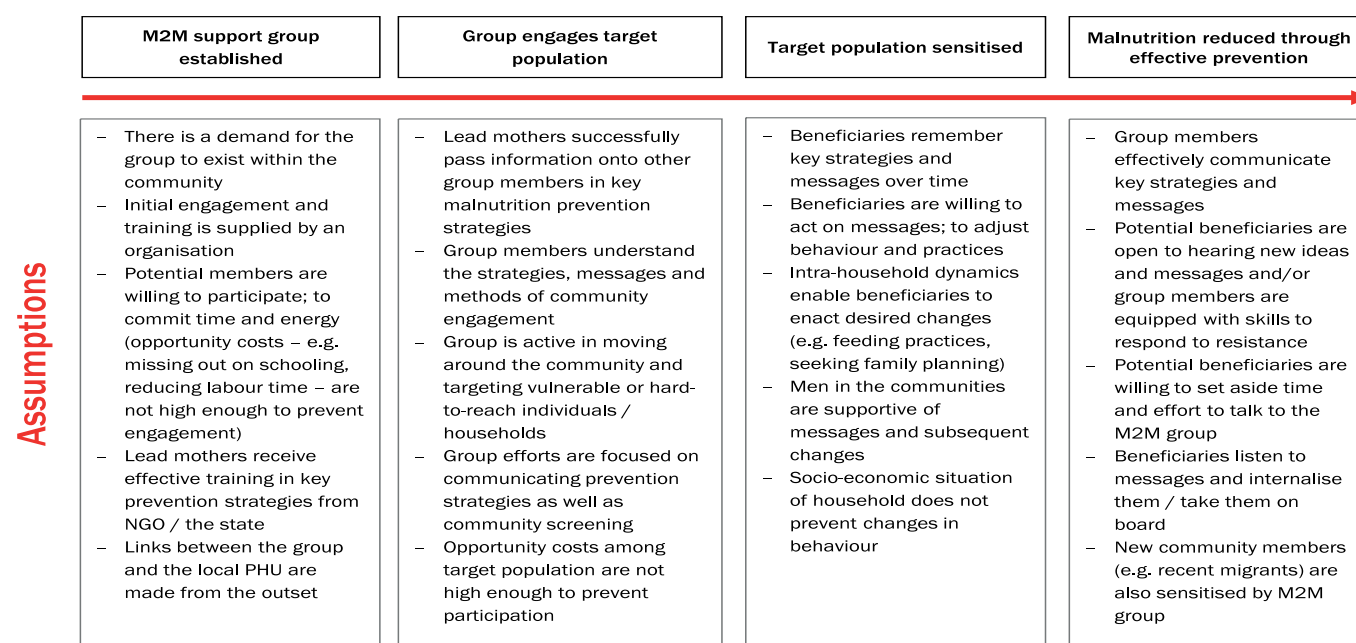 M2M support group
established
Group engages target
population
Target population sensitised
Malnutrition reduced through
effective prevention
Assumptions
– There is a demand for the
group to exist within the
community
– Initial engagement and
training is supplied by an
organisation
– Potential members are
willing to participate; to
commit time and energy
(opportunity costs – e.g.
missing out on schooling,
reducing labour time – are
not high enough to prevent
engagement)
– Lead mothers receive
effective training in key
prevention strategies from
NGO / the state
– Links between the group
and the local PHU are
made from the outset
– Lead mothers successfully
pass information onto other
group members in key
malnutrition prevention
strategies
– Group members understand
the strategies, messages and
methods of community
engagement
– Group is active in moving
around the community and
targeting vulnerable or hard-
to-reach individuals /
households
– Group efforts are focused on
communicating prevention
strategies as well as
community screening
– Opportunity costs among
target population are not
high enough to prevent
participation
– Beneficiaries remember
key strategies and
messages over time
– Beneficiaries are willing to
act on messages; to adjust
behaviour and practices
– Intra-household dynamics
enable beneficiaries to
enact desired changes
(e.g. feeding practices,
seeking family planning)
– Men in the communities
are supportive of
messages and subsequent
changes
– Socio-economic situation
of household does not
prevent changes in
behaviour
– Group members
effectively communicate
key strategies and
messages
– Potential beneficiaries are
open to hearing new ideas
and messages and/or
group members are
equipped with skills to
respond to resistance
– Potential beneficiaries are
willing to set aside time
and effort to talk to the
M2M group
– Beneficiaries listen to
messages and internalise
them / take them on
board
– New community members
(e.g. recent migrants) are
also sensitised by M2M
group